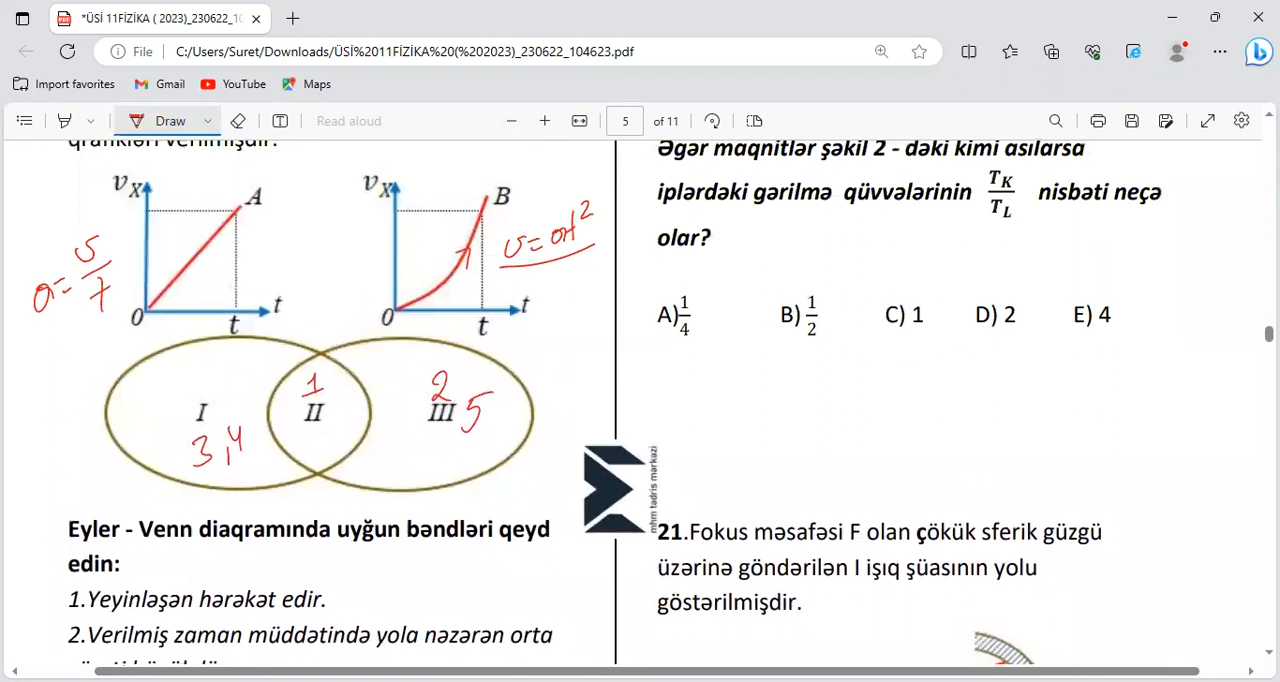 *ÜSİ 11FİZİKA ( 2023)_230622_10
File
C:/Users/Suret/Downloads/ÜSİ%2011FİZİKA%20(%202023)_230622_104623.pdf
Import favorites
Gmail
YouTube
Maps
Draw
Read aloud
5
of 11
qrafikləri verilmişdir.
v_X A
0 t t
v_X B
0 t t
a = υ/7
υ = at²
I
II
III
3,4
1
2
5
Eyler - Venn diaqramında uyğun bəndləri qeyd
edin:
1.Yeyinləşən hərəkət edir.
2.Verilmiş zaman müddətində yola nəzərən orta
Əgər maqnitlər şəkil 2 - dəki kimi asılarsa
iplərdəki gərilmə qüvvələrinin T_K/T_L nisbəti neçə
olar?
A) 1/4 B) 1/2 C) 1 D) 2 E) 4
mhm tədris mərkəzi
21.Fokus məsafəsi F olan çökük sferik güzgü
üzərinə göndərilən I işıq şüasının yolu
göstərilmişdir.